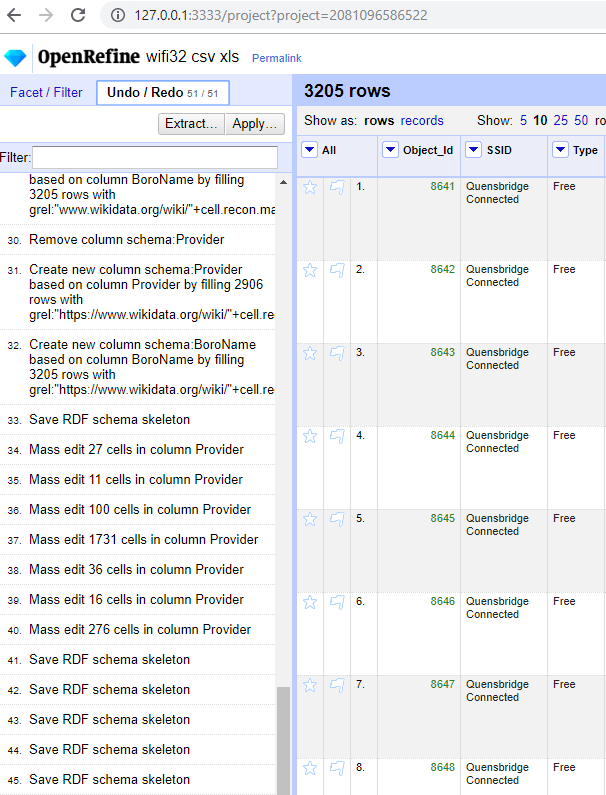 127.0.0.1:3333/project?project=2081096586522
OpenRefine wifi32 csv xls Permalink
Facet / Filter Undo / Redo 51 / 51
Extract... Apply...
Filter:
based on column BoroName by filling
3205 rows with
grel:"www.wikidata.org/wiki/"+cell.recon.ma
30. Remove column schema:Provider
31. Create new column schema:Provider
based on column Provider by filling 2906
rows with
grel:"https://www.wikidata.org/wiki/"+cell.rec
32. Create new column schema:BoroName
based on column BoroName by filling
3205 rows with
grel:"https://www.wikidata.org/wiki/"+cell.rec
33. Save RDF schema skeleton
34. Mass edit 27 cells in column Provider
35. Mass edit 11 cells in column Provider
36. Mass edit 100 cells in column Provider
37. Mass edit 1731 cells in column Provider
38. Mass edit 36 cells in column Provider
39. Mass edit 16 cells in column Provider
40. Mass edit 276 cells in column Provider
41. Save RDF schema skeleton
42. Save RDF schema skeleton
43. Save RDF schema skeleton
44. Save RDF schema skeleton
45. Save RDF schema skeleton
3205 rows
Show as: rows records Show: 5 10 25 50 ro
All Object_Id SSID Type
1. 8641 Quensbridge Free
Connected
2. 8642 Quensbridge Free
Connected
3. 8643 Quensbridge Free
Connected
4. 8644 Quensbridge Free
Connected
5. 8645 Quensbridge Free
Connected
6. 8646 Quensbridge Free
Connected
7. 8647 Quensbridge Free
Connected
8. 8648 Quensbridge Free
Connected